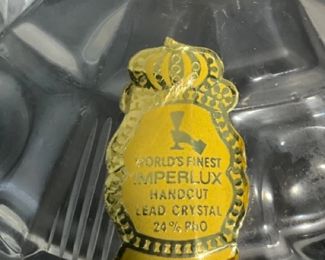 WORLD'S FINEST
IMPERLUX
HANDCUT
LEAD CRYSTAL
24% PbO